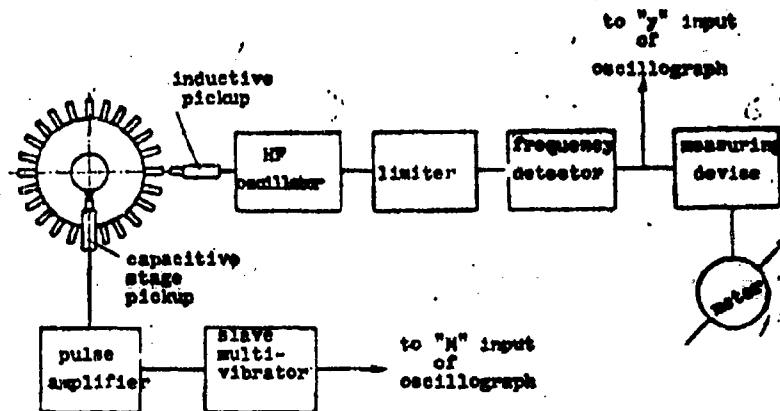 to "y" input
of
oscillograph
inductive
pickup
HF
oscillator
limiter
frequency
detector
measuring
devise
meter
capacitive
stage
pickup
pulse
amplifier
slave
multi-
vibrator
to "M" input
of
oscillograph